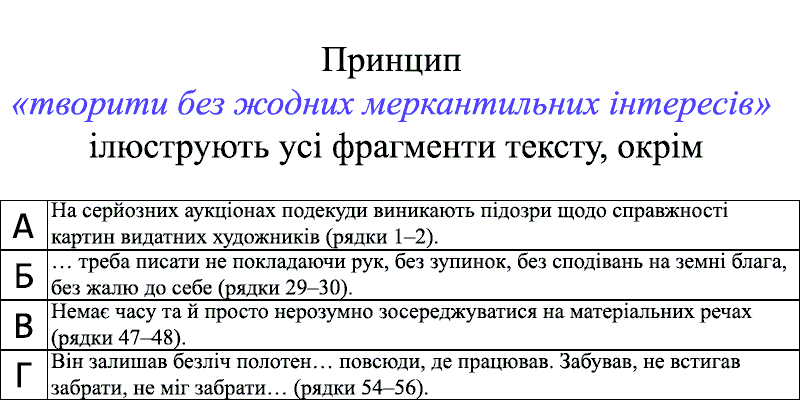 Принцип
«творити без жодних меркантильних інтересів»
ілюструють усі фрагменти тексту, окрім
А
На серйозних аукціонах подекуди виникають підозри щодо справжності
картин видатних художників (рядки 1–2).
Б
… треба писати не покладаючи рук, без зупинок, без сподівань на земні блага,
без жалю до себе (рядки 29–30).
В
Немає часу та й просто нерозумно зосереджуватися на матеріальних речах
(рядки 47–48).
Г
Він залишав безліч полотен… повсюди, де працював. Забував, не встигав
забрати, не міг забрати… (рядки 54–56).